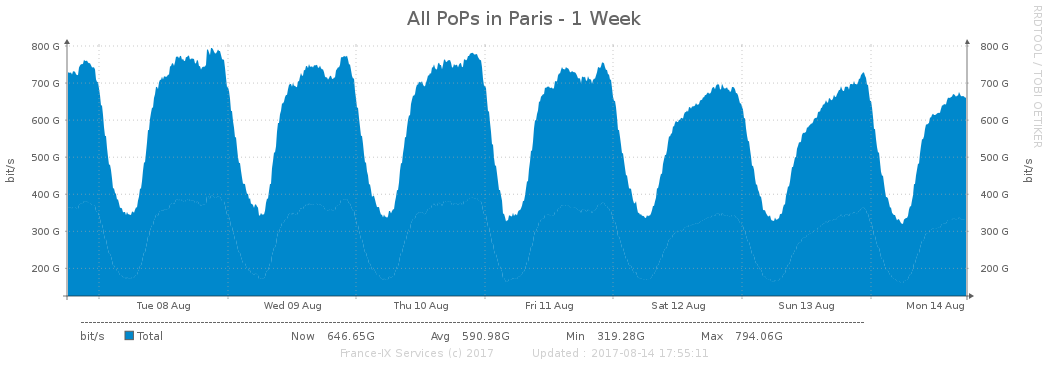 All PoPs in Paris - 1 Week
RRDTOOL / TOBI OETIKER
bit/s
800 G
700 G
600 G
500 G
400 G
300 G
200 G
800 G
700 G
600 G
500 G
400 G
300 G
200 G
bit/s
Tue 08 Aug Wed 09 Aug Thu 10 Aug Fri 11 Aug Sat 12 Aug Sun 13 Aug Mon 14 Aug
bit/s Total Now 646.65G Avg 590.98G Min 319.28G Max 794.06G
France-IX Services (c) 2017 Updated : 2017-08-14 17:55:11